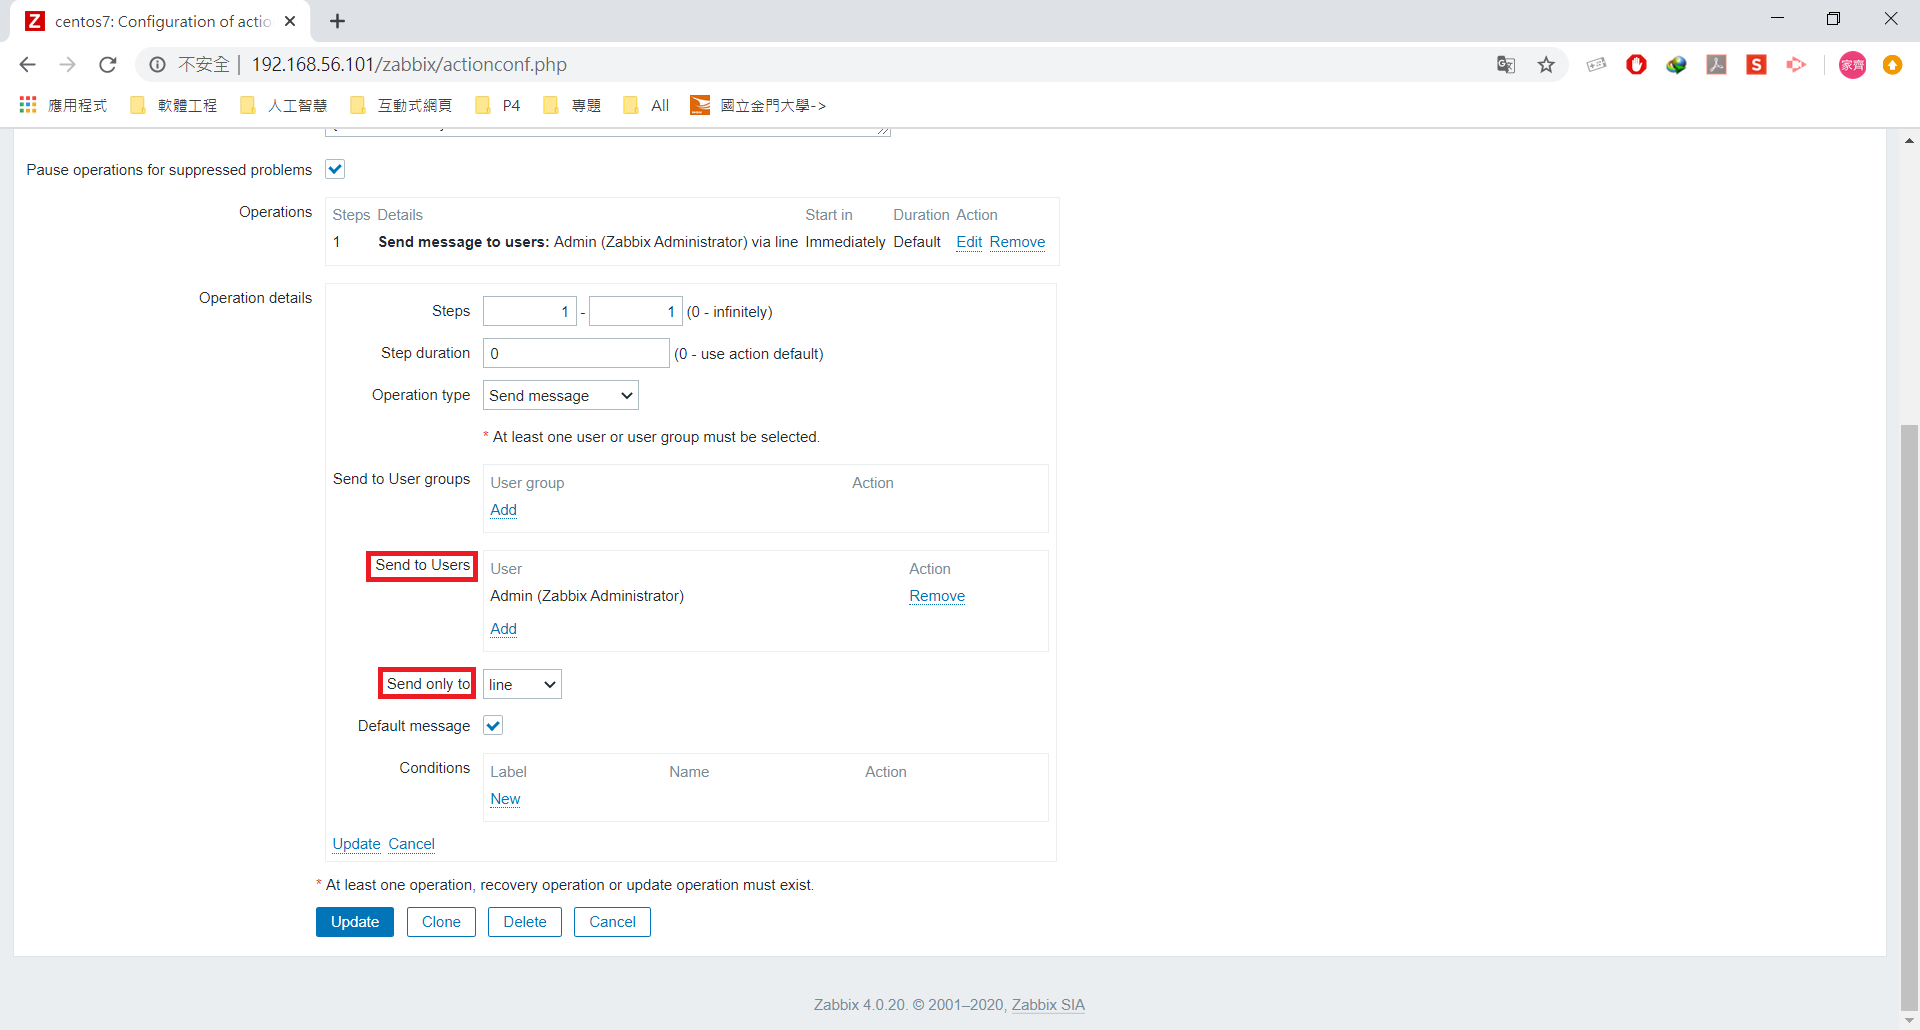 centos7: Configuration of actio
不安全 | 192.168.56.101/zabbix/actionconf.php
家齊
應用程式 軟體工程 人工智慧 互動式網頁 P4 專題 All 國立金門大學->
Pause operations for suppressed problems
Operations
Steps Details Start in Duration Action
1 Send message to users: Admin (Zabbix Administrator) via line Immediately Default Edit Remove
Operation details
Steps 1 - 1 (0 - infinitely)
Step duration 0 (0 - use action default)
Operation type Send message
* At least one user or user group must be selected.
Send to User groups User group Action
Add
Send to Users User Action
Admin (Zabbix Administrator) Remove
Add
Send only to line
Default message
Conditions Label Name Action
New
Update Cancel
* At least one operation, recovery operation or update operation must exist.
Update Clone Delete Cancel
Zabbix 4.0.20. © 2001–2020, Zabbix SIA